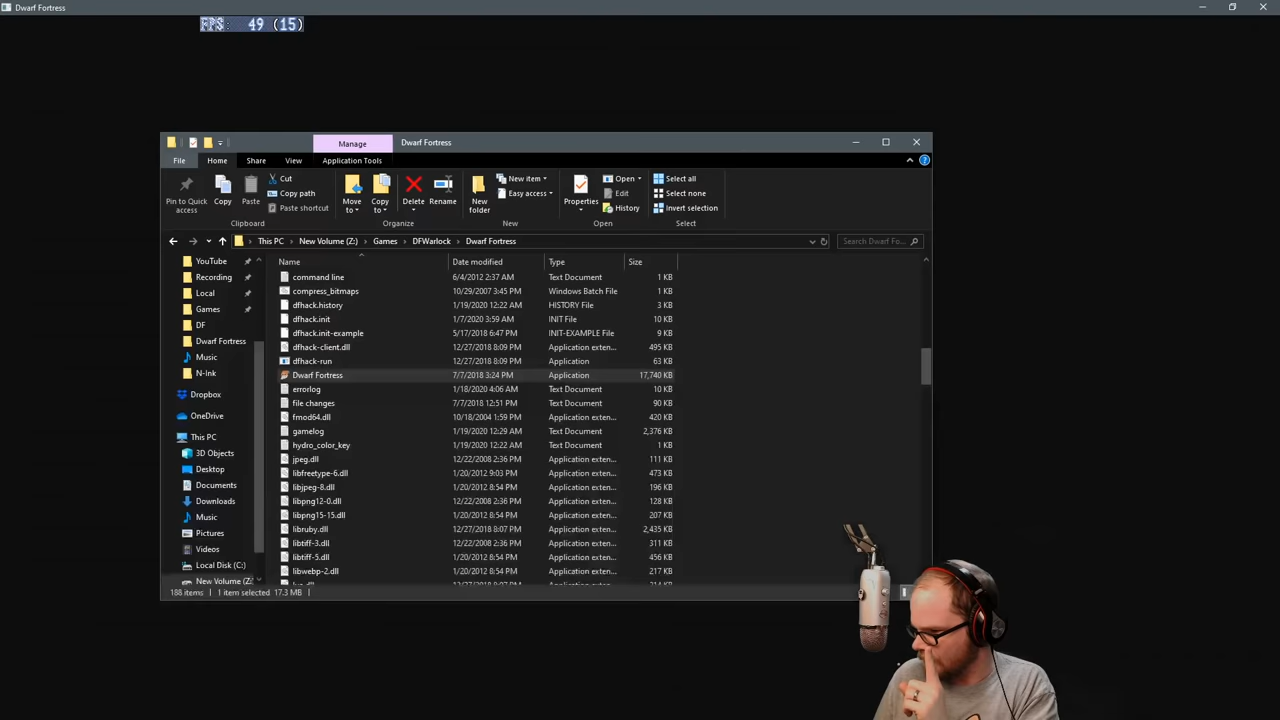 Dwarf Fortress
FPS: 49 (15)
Manage
Dwarf Fortress
File
Home
Share
View
Application Tools
Pin to Quick access
Copy
Paste
Cut
Copy path
Paste shortcut
Clipboard
Move to
Copy to
Delete
Rename
Organize
New folder
New item
Easy access
New
Properties
Open
Edit
History
Open
Select all
Select none
Invert selection
Select
This PC > New Volume (Z:) > Games > DFWarlock > Dwarf Fortress
Search Dwarf Fo...
YouTube
Recording
Local
Games
DF
Dwarf Fortress
Music
N-Ink
Dropbox
OneDrive
This PC
3D Objects
Desktop
Documents
Downloads
Music
Pictures
Videos
Local Disk (C:)
New Volume (Z:)
Name Date modified Type Size
command line 6/4/2012 2:37 AM Text Document 1 KB
compress_bitmaps 10/29/2007 3:45 PM Windows Batch File 1 KB
dfhack.history 1/19/2020 12:22 AM HISTORY File 3 KB
dfhack.init 1/7/2020 3:59 AM INIT File 10 KB
dfhack.init-example 5/17/2018 6:47 PM INIT-EXAMPLE File 9 KB
dfhack-client.dll 12/27/2018 8:09 PM Application exten... 495 KB
dfhack-run 12/27/2018 8:09 PM Application 63 KB
Dwarf Fortress 7/7/2018 3:24 PM Application 17,740 KB
errorlog 1/18/2020 4:06 AM Text Document 10 KB
file changes 7/7/2018 12:51 PM Text Document 90 KB
fmod64.dll 10/18/2004 1:59 PM Application exten... 420 KB
gamelog 1/19/2020 12:29 AM Text Document 2,376 KB
hydro_color_key 1/19/2020 12:22 AM Text Document 1 KB
jpeg.dll 12/22/2008 2:36 PM Application exten... 111 KB
libfreetype-6.dll 1/20/2012 9:03 PM Application exten... 473 KB
libjpeg-8.dll 1/20/2012 8:54 PM Application exten... 196 KB
libpng12-0.dll 12/22/2008 2:36 PM Application exten... 128 KB
libpng15-15.dll 1/20/2012 8:54 PM Application exten... 207 KB
libruby.dll 12/27/2018 8:07 PM Application exten... 2,435 KB
libtiff-3.dll 12/22/2008 2:36 PM Application exten... 311 KB
libtiff-5.dll 1/20/2012 8:54 PM Application exten... 456 KB
libwebp-2.dll 1/20/2012 8:54 PM Application exten... 217 KB
188 items 1 item selected 17.3 MB